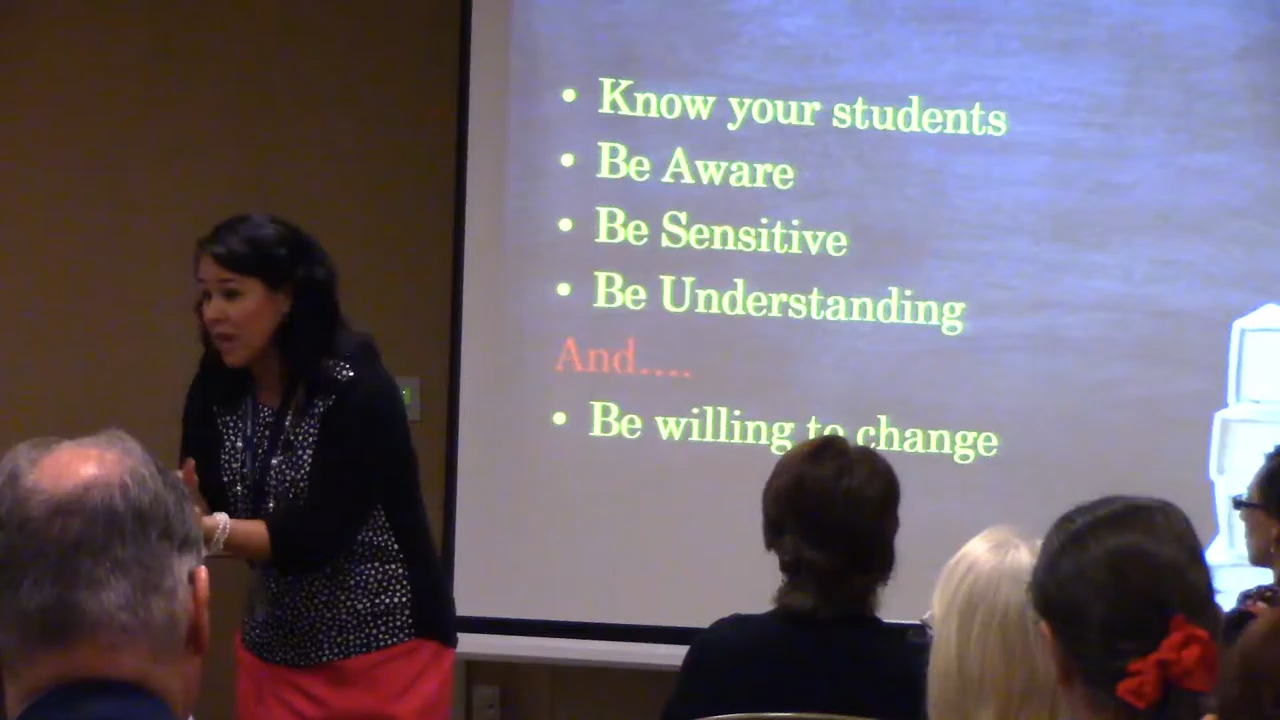 • Know your students
• Be Aware
• Be Sensitive
• Be Understanding
And....
• Be willing to change